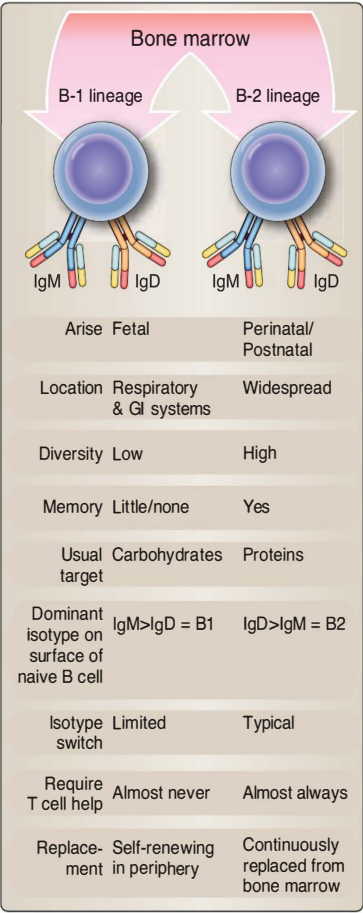 Bone marrow
B-1 lineage
B-2 lineage
IgM
IgD
IgM
IgD
Arise
Fetal
Perinatal/
Postnatal
Location
Respiratory
& GI systems
Widespread
Diversity
Low
High
Memory
Little/none
Yes
Usual
target
Carbohydrates
Proteins
Dominant
isotype on
surface of
naive B cell
IgM>IgD = B1
IgD>IgM = B2
Isotype
switch
Limited
Typical
Require
T cell help
Almost never
Almost always
Replace-
ment
Self-renewing
in periphery
Continuously
replaced from
bone marrow